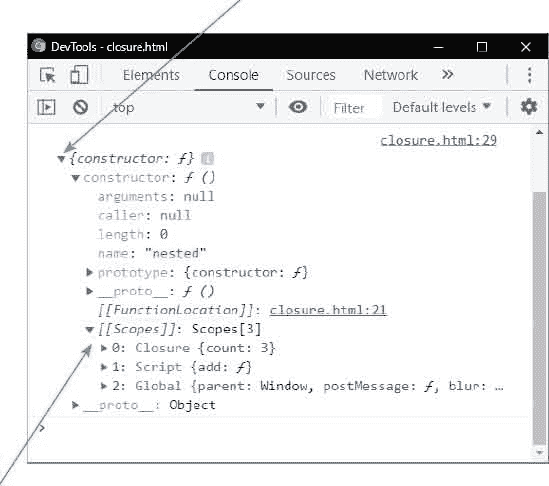 DevTools - closure.html
Elements Console Sources Network »
top Filter Default levels ▼
closure.html:29
▼{constructor: ƒ} i
▼constructor: ƒ ()
arguments: null
caller: null
length: 0
name: "nested"
▶prototype: {constructor: ƒ}
▶__proto__: ƒ ()
[[FunctionLocation]]: closure.html:21
▼[[Scopes]]: Scopes[3]
▶0: Closure {count: 3}
▶1: Script {add: ƒ}
▶2: Global {parent: Window, postMessage: ƒ, blur: …
▶__proto__: Object
>